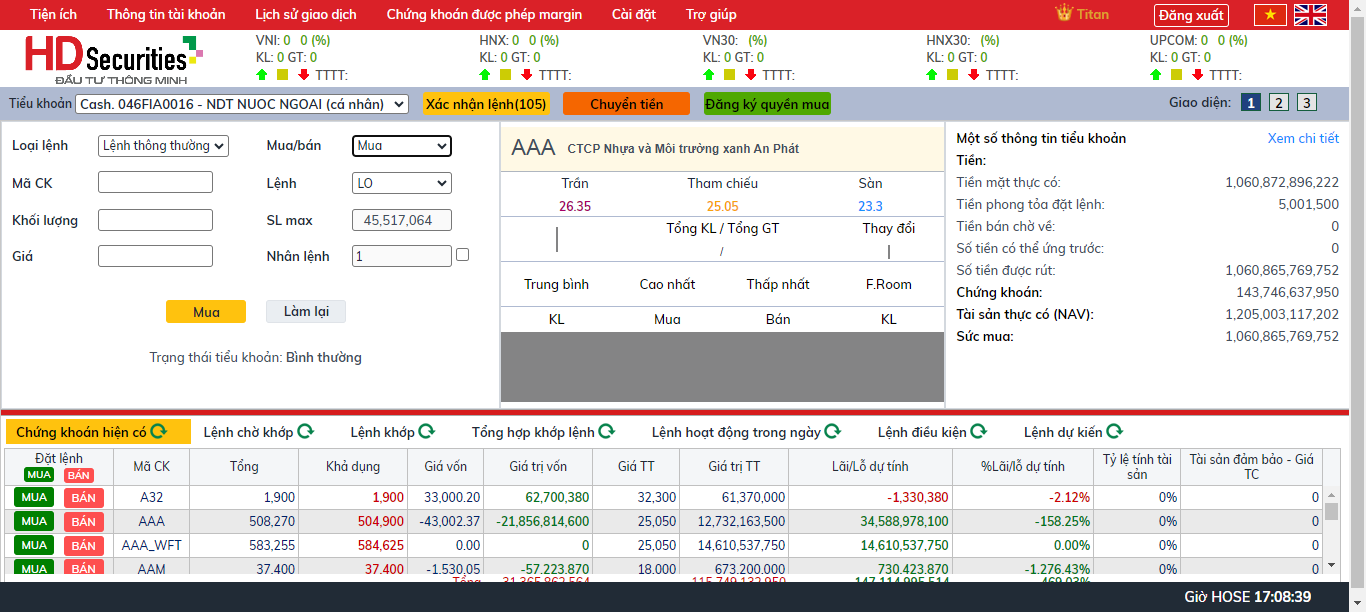 Tiện ích Thông tin tài khoản Lịch sử giao dịch Chứng khoán được phép margin Cài đặt Trợ giúp Titan Đăng xuất
HD Securities
ĐẦU TƯ THÔNG MINH
VNI: 0 0 (%) HNX: 0 0 (%) VN30: (%) HNX30: (%) UPCOM: 0 0 (%)
KL: 0 GT: 0 KL: 0 GT: 0 KL: 0 GT: 0 KL: 0 GT: 0 KL: 0 GT: 0
TTTT: TTTT: TTTT: TTTT: TTTT:
Tiểu khoản Cash. 046FIA0016 - NDT NUOC NGOAI (cá nhân) Xác nhận lệnh(105) Chuyển tiền Đăng ký quyền mua Giao diện: 1 2 3
Loại lệnh Lệnh thông thường Mua/bán Mua
Mã CK Lệnh LO
Khối lượng SL max 45,517,064
Giá Nhân lệnh 1
Mua Làm lại
Trạng thái tiểu khoản: Bình thường
AAA CTCP Nhựa và Môi trường xanh An Phát
Trần Tham chiếu Sàn
26.35 25.05 23.3
Tổng KL / Tổng GT Thay đổi
/
Trung bình Cao nhất Thấp nhất F.Room
KL Mua Bán KL
Một số thông tin tiểu khoản Xem chi tiết
Tiền:
Tiền mặt thực có: 1,060,872,896,222
Tiền phong tỏa đặt lệnh: 5,001,500
Tiền bán chờ về: 0
Số tiền có thể ứng trước: 0
Số tiền được rút: 1,060,865,769,752
Chứng khoán: 143,746,637,950
Tài sản thực có (NAV): 1,205,003,117,202
Sức mua: 1,060,865,769,752
Chứng khoán hiện có Lệnh chờ khớp Lệnh khớp Tổng hợp khớp lệnh Lệnh hoạt động trong ngày Lệnh điều kiện Lệnh dự kiến
Đặt lệnh MUA BÁN Mã CK Tổng Khả dụng Giá vốn Giá trị vốn Giá TT Giá trị TT Lãi/Lỗ dự tính %Lãi/lỗ dự tính Tỷ lệ tính tài sản Tài sản đảm bảo - Giá TC
MUA BÁN A32 1,900 1,900 33,000.20 62,700,380 32,300 61,370,000 -1,330,380 -2.12% 0% 0
MUA BÁN AAA 508,270 504,900 -43,002.37 -21,856,814,600 25,050 12,732,163,500 34,588,978,100 -158.25% 0% 0
MUA BÁN AAA_WFT 583,255 584,625 0.00 0 25,050 14,610,537,750 14,610,537,750 0.00% 0% 0
MUA BÁN AAM 37,400 37,400 -1,530.05 -57,223,870 18,000 673,200,000 730,423,870 -1,276.43% 0% 0
Tổng 31,365,862,564 115,749,132,950 147,114,995,514 469.03%
Giờ HOSE 17:08:39